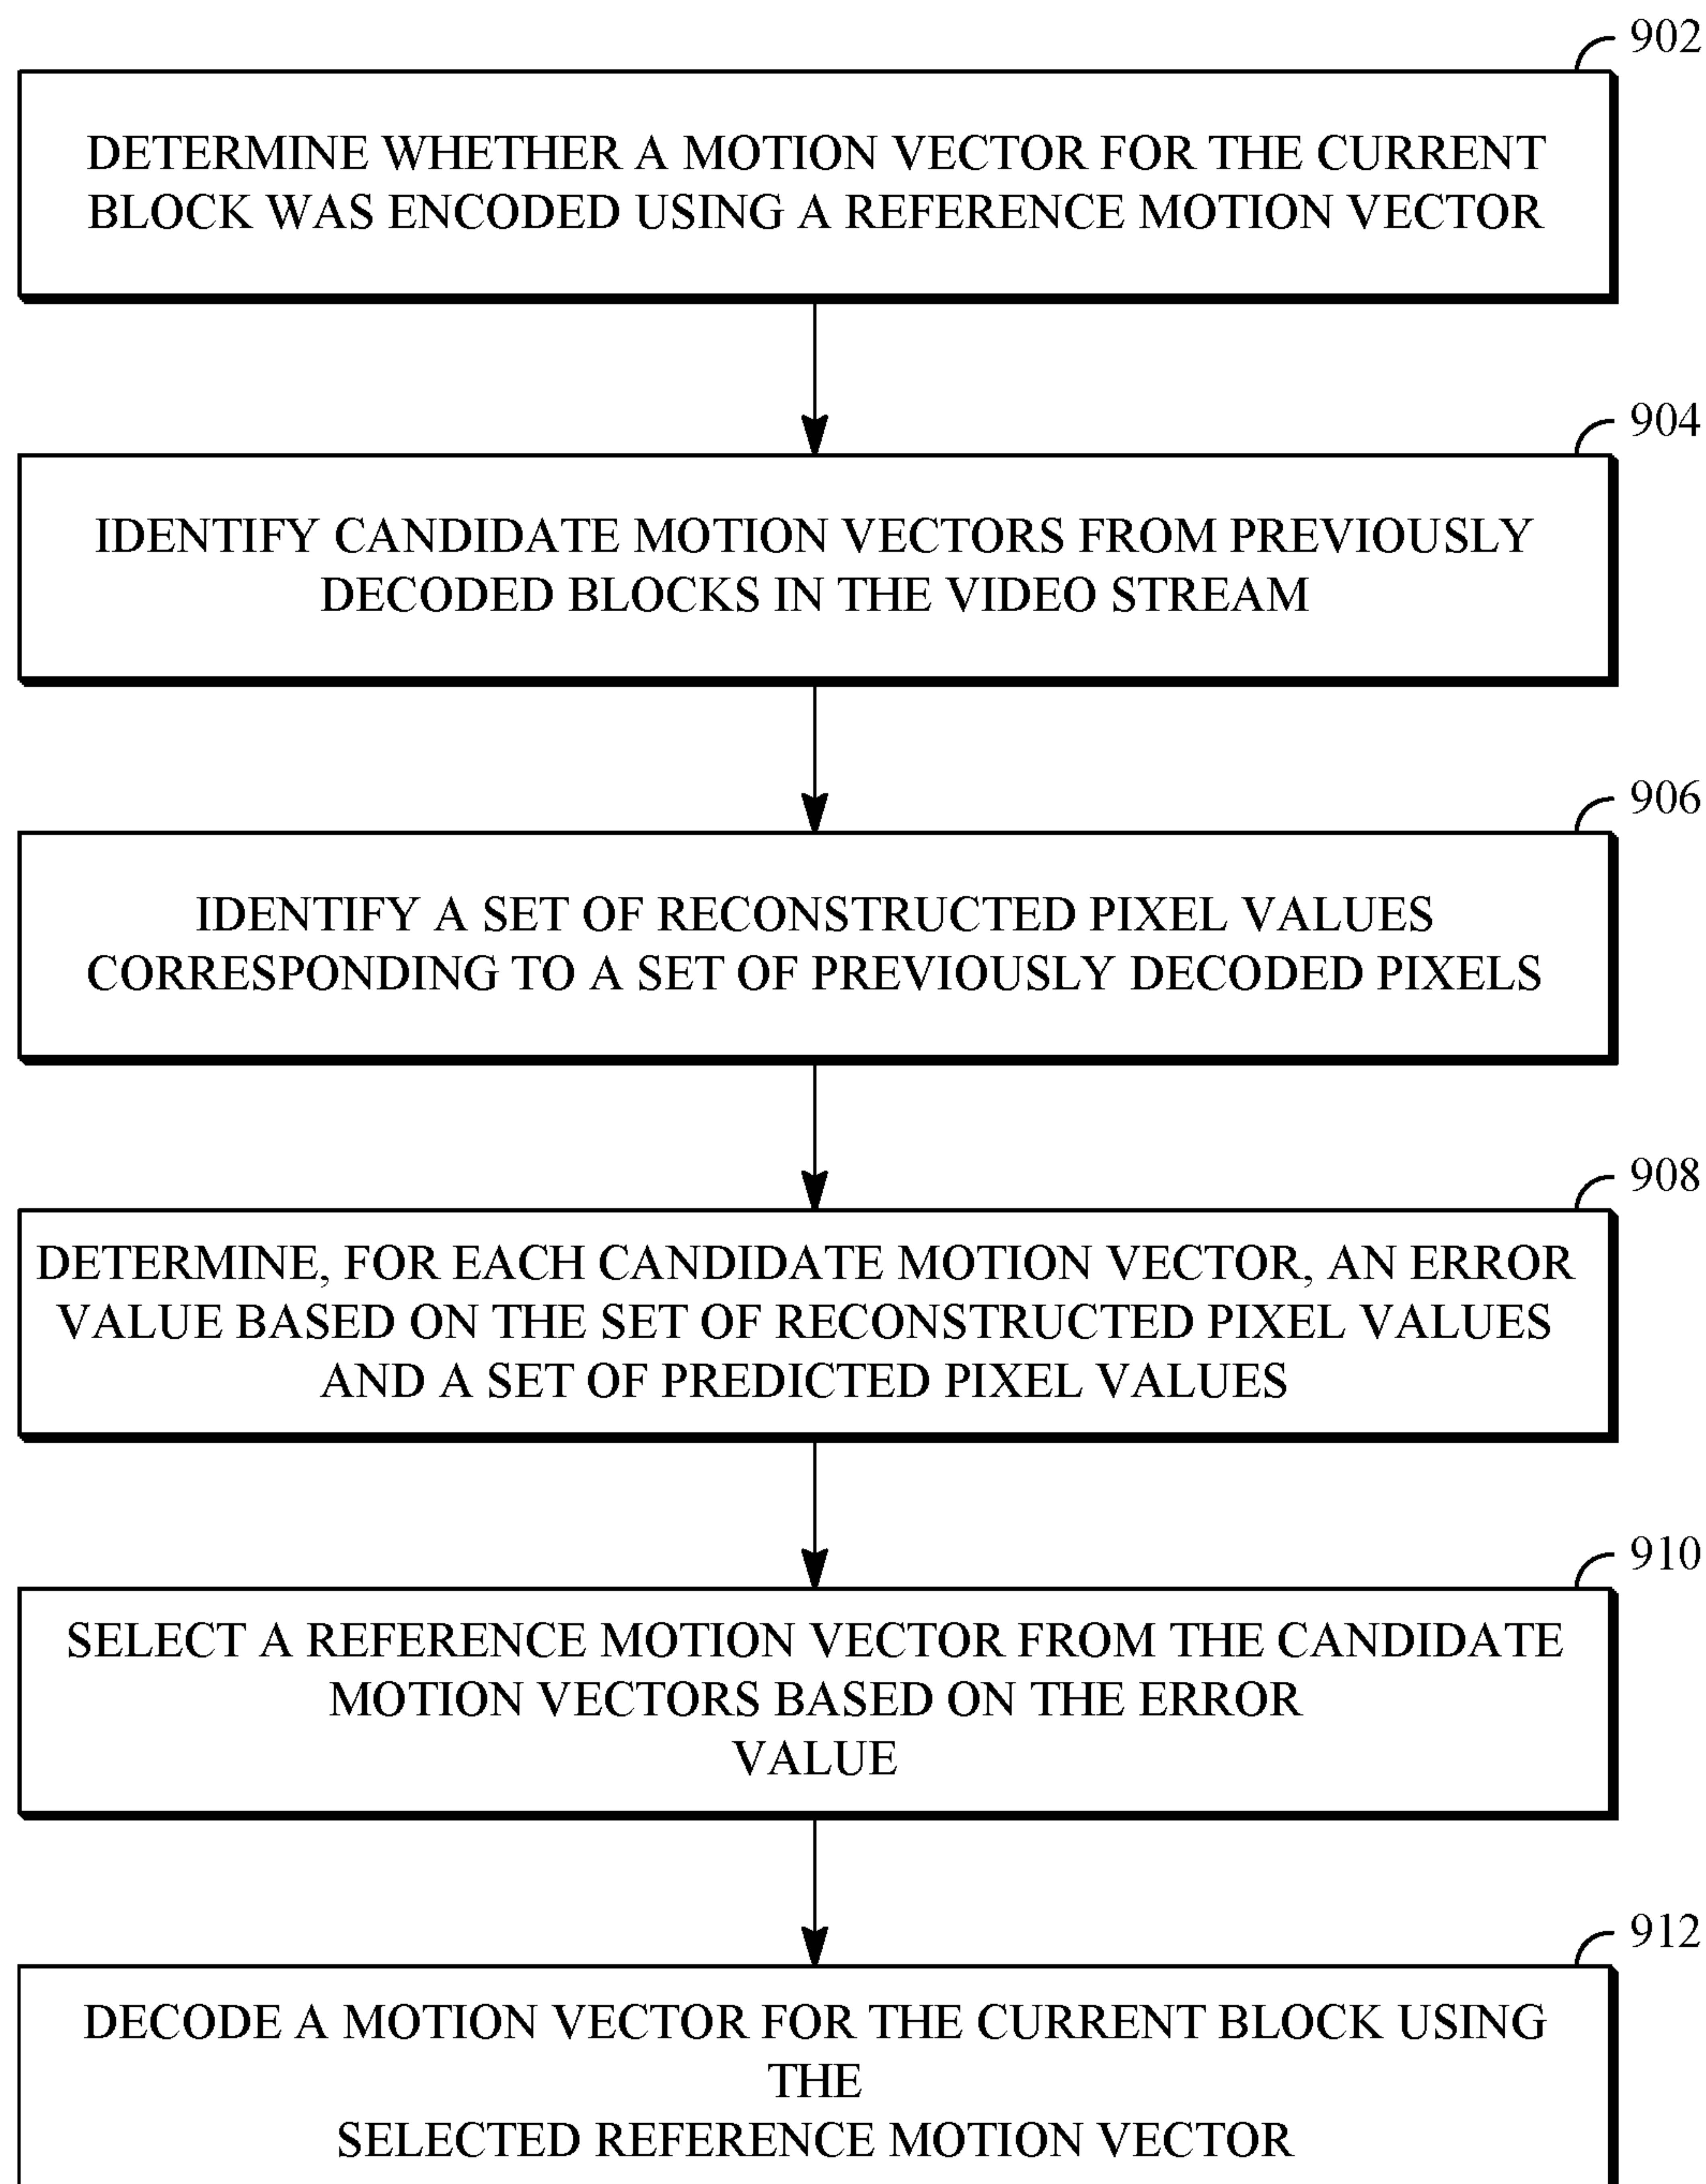 902
DETERMINE WHETHER A MOTION VECTOR FOR THE CURRENT
BLOCK WAS ENCODED USING A REFERENCE MOTION VECTOR
904
IDENTIFY CANDIDATE MOTION VECTORS FROM PREVIOUSLY
DECODED BLOCKS IN THE VIDEO STREAM
906
IDENTIFY A SET OF RECONSTRUCTED PIXEL VALUES
CORRESPONDING TO A SET OF PREVIOUSLY DECODED PIXELS
908
DETERMINE, FOR EACH CANDIDATE MOTION VECTOR, AN ERROR
VALUE BASED ON THE SET OF RECONSTRUCTED PIXEL VALUES
AND A SET OF PREDICTED PIXEL VALUES
910
SELECT A REFERENCE MOTION VECTOR FROM THE CANDIDATE
MOTION VECTORS BASED ON THE ERROR
VALUE
912
DECODE A MOTION VECTOR FOR THE CURRENT BLOCK USING
THE
SELECTED REFERENCE MOTION VECTOR